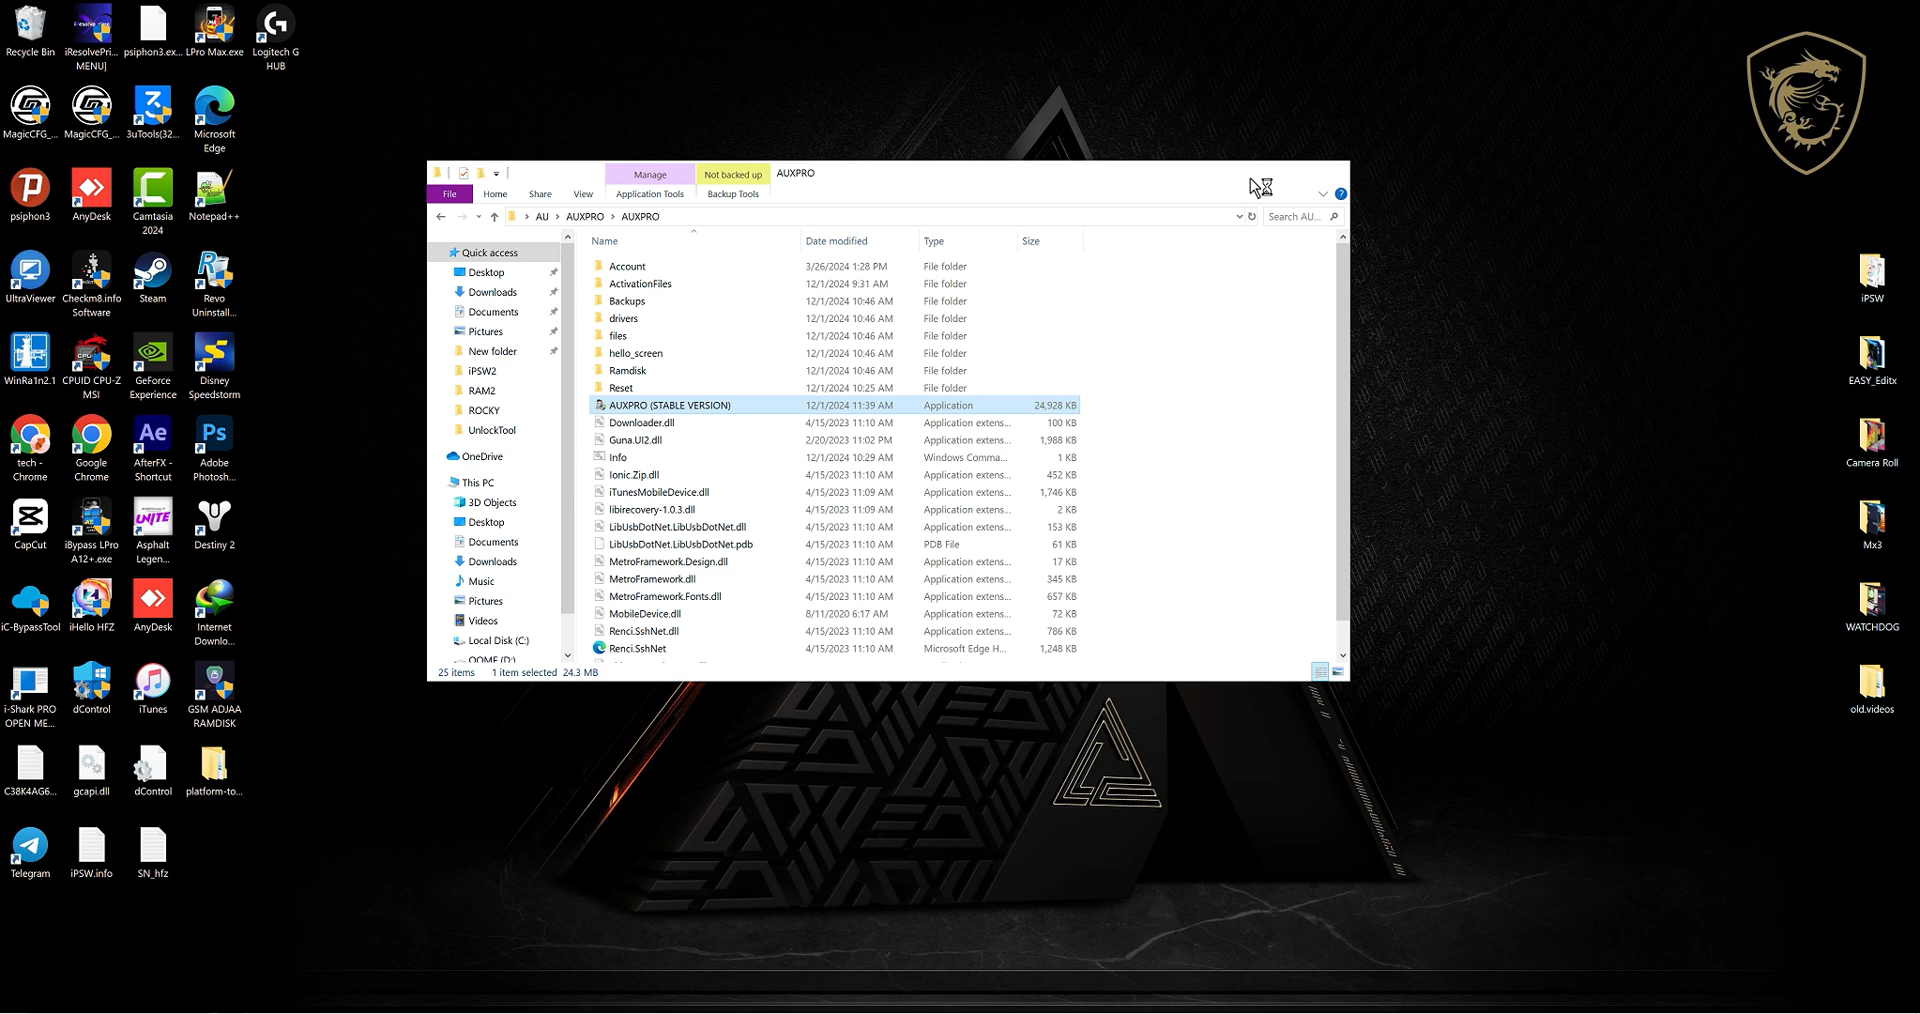 Recycle Bin
iResolvePri...
MENU]
psiphon3.ex...
LPro Max.exe
Logitech G
HUB
MagicCFG_...
MagicCFG_...
3uTools(32...
Microsoft
Edge
psiphon3
AnyDesk
Camtasia
2024
Notepad++
UltraViewer
Checkm8.info
Software
Steam
Revo
Uninstall...
WinRa1n2.1
CPUID CPU-Z
MSI
GeForce
Experience
Disney
Speedstorm
tech -
Chrome
Google
Chrome
AfterFX -
Shortcut
Adobe
Photosh...
CapCut
iBypass LPro
A12+.exe
Asphalt
Legen...
Destiny 2
iC-BypassTool
iHello HFZ
AnyDesk
Internet
Downlo...
i-Shark PRO
OPEN ME...
dControl
iTunes
GSM ADJAA
RAMDISK
C38K4AG6...
gcapi.dll
dControl
platform-to...
Telegram
iPSW.info
SN_hfz
Manage
Not backed up
AUXPRO
File
Home
Share
View
Application Tools
Backup Tools
AU > AUXPRO > AUXPRO
Search AU...
Quick access
Desktop
Downloads
Documents
Pictures
New folder
iPSW2
RAM2
ROCKY
UnlockTool
OneDrive
This PC
3D Objects
Desktop
Documents
Downloads
Music
Pictures
Videos
Local Disk (C:)
Name Date modified Type Size
Account 3/26/2024 1:28 PM File folder
ActivationFiles 12/1/2024 9:31 AM File folder
Backups 12/1/2024 10:46 AM File folder
drivers 12/1/2024 10:46 AM File folder
files 12/1/2024 10:46 AM File folder
hello_screen 12/1/2024 10:46 AM File folder
Ramdisk 12/1/2024 10:46 AM File folder
Reset 12/1/2024 10:25 AM File folder
AUXPRO (STABLE VERSION) 12/1/2024 11:39 AM Application 24,928 KB
Downloader.dll 4/15/2023 11:10 AM Application extens... 100 KB
Guna.UI2.dll 2/20/2023 11:02 PM Application extens... 1,988 KB
Info 12/1/2024 10:29 AM Windows Comma... 1 KB
Ionic.Zip.dll 4/15/2023 11:10 AM Application extens... 452 KB
iTunesMobileDevice.dll 4/15/2023 11:09 AM Application extens... 1,746 KB
libirecovery-1.0.3.dll 4/15/2023 11:09 AM Application extens... 2 KB
LibUsbDotNet.LibUsbDotNet.dll 4/15/2023 11:10 AM Application extens... 153 KB
LibUsbDotNet.LibUsbDotNet.pdb 4/15/2023 11:10 AM PDB File 61 KB
MetroFramework.Design.dll 4/15/2023 11:10 AM Application extens... 17 KB
MetroFramework.dll 4/15/2023 11:10 AM Application extens... 345 KB
MetroFramework.Fonts.dll 4/15/2023 11:10 AM Application extens... 657 KB
MobileDevice.dll 8/11/2020 6:17 AM Application extens... 72 KB
Renci.SshNet.dll 4/15/2023 11:10 AM Application extens... 786 KB
Renci.SshNet 4/15/2023 11:10 AM Microsoft Edge H... 1,248 KB
25 items 1 item selected 24.3 MB
iPSW
EASY_Editx
Camera Roll
Mx3
WATCHDOG
old.videos